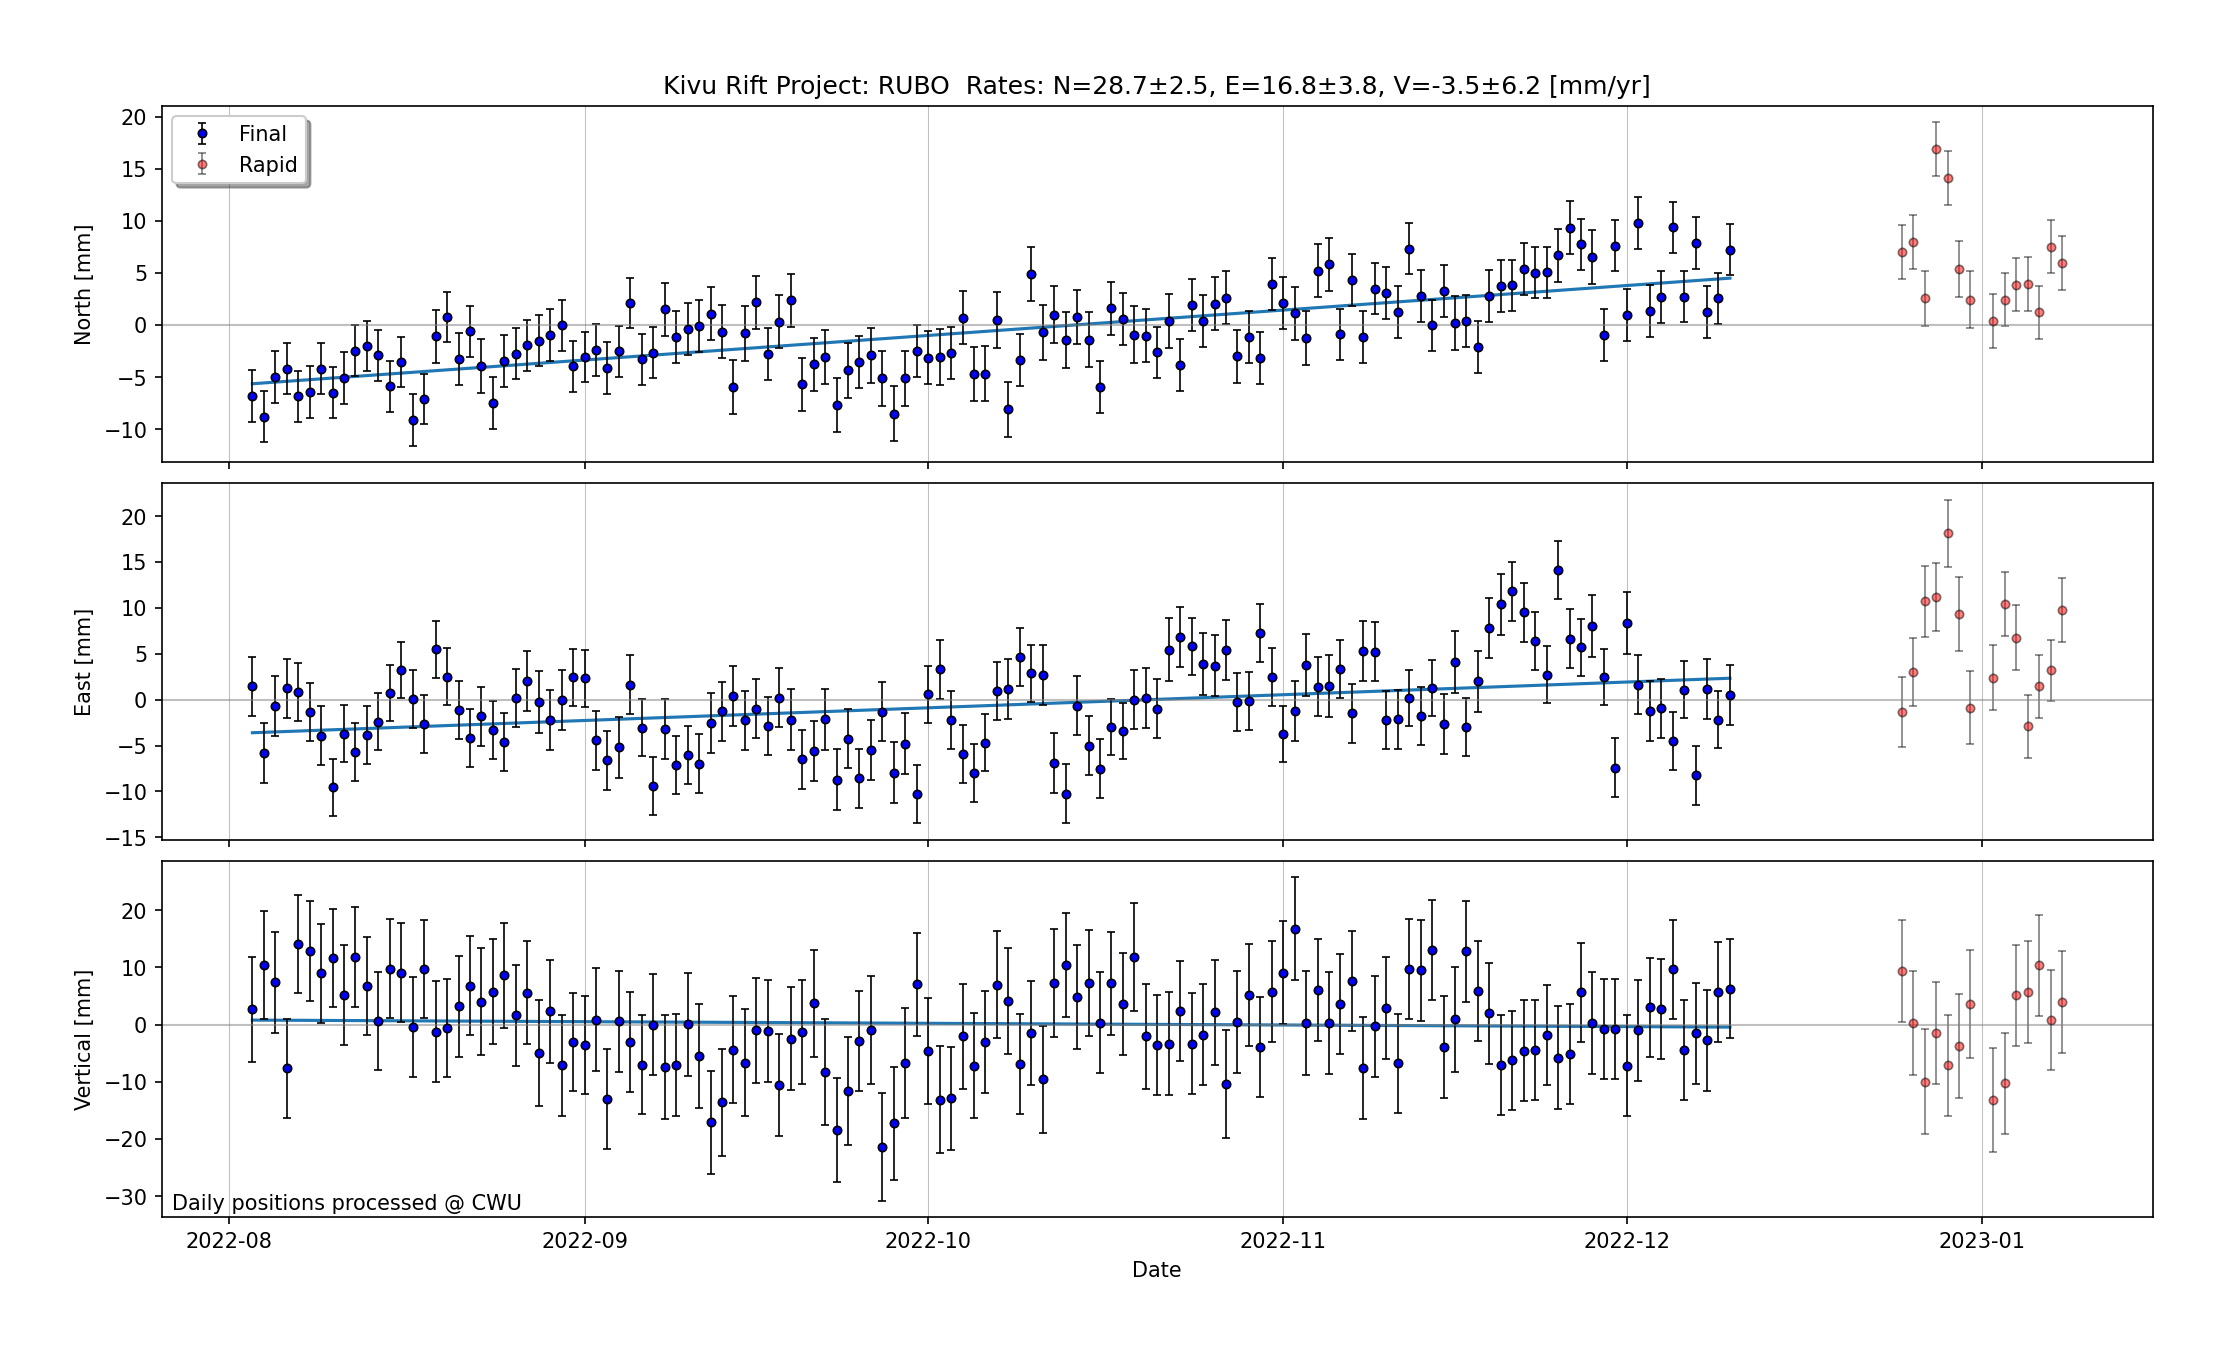 Kivu Rift Project: RUBO  Rates: N=28.7±2.5, E=16.8±3.8, V=-3.5±6.2 [mm/yr]
Final
Rapid
North [mm]
20
15
10
5
0
−5
−10
East [mm]
20
15
10
5
0
−5
−10
−15
Vertical [mm]
20
10
0
−10
−20
−30
Daily positions processed @ CWU
2022-08 2022-09 2022-10 2022-11 2022-12 2023-01
Date